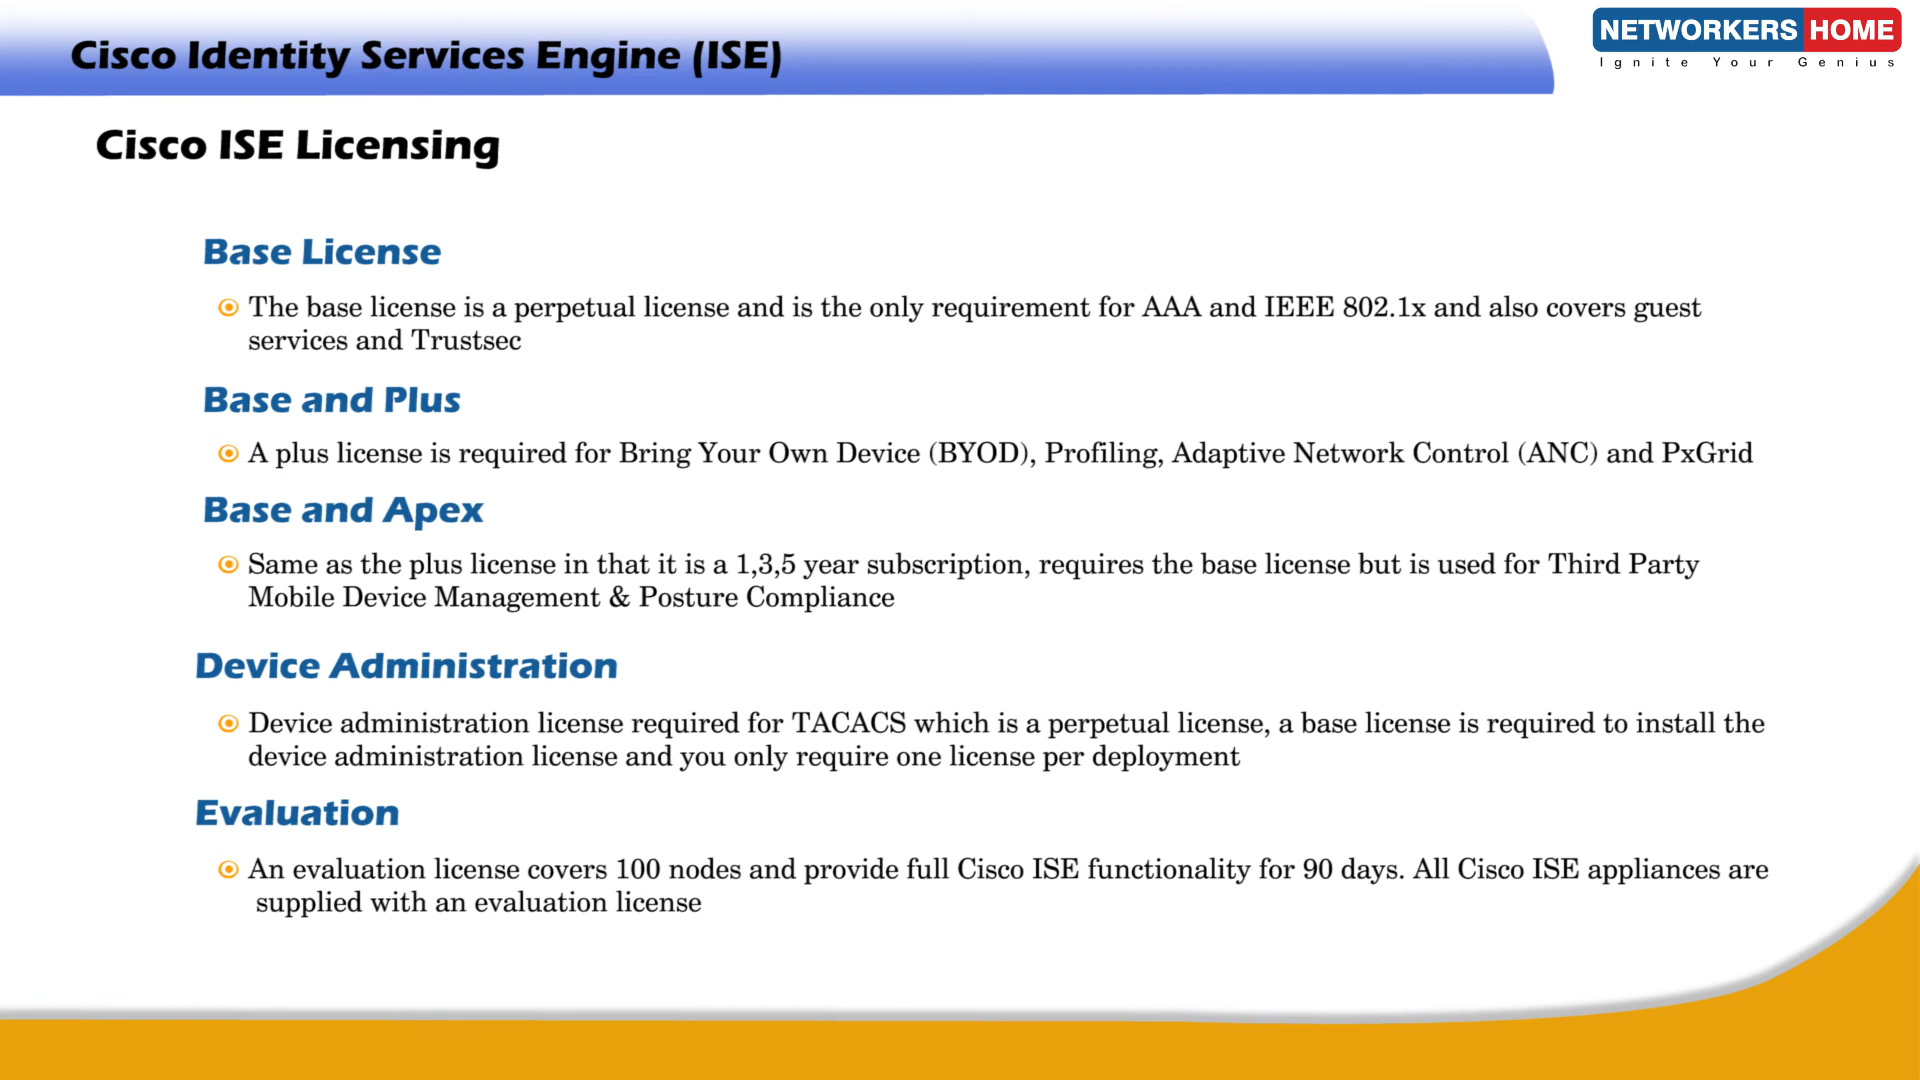 Cisco Identity Services Engine (ISE)
NETWORKERS HOME
Ignite Your Genius
Cisco ISE Licensing
Base License
The base license is a perpetual license and is the only requirement for AAA and IEEE 802.1x and also covers guest
services and Trustsec
Base and Plus
A plus license is required for Bring Your Own Device (BYOD), Profiling, Adaptive Network Control (ANC) and PxGrid
Base and Apex
Same as the plus license in that it is a 1,3,5 year subscription, requires the base license but is used for Third Party
Mobile Device Management & Posture Compliance
Device Administration
Device administration license required for TACACS which is a perpetual license, a base license is required to install the
device administration license and you only require one license per deployment
Evaluation
An evaluation license covers 100 nodes and provide full Cisco ISE functionality for 90 days. All Cisco ISE appliances are
supplied with an evaluation license